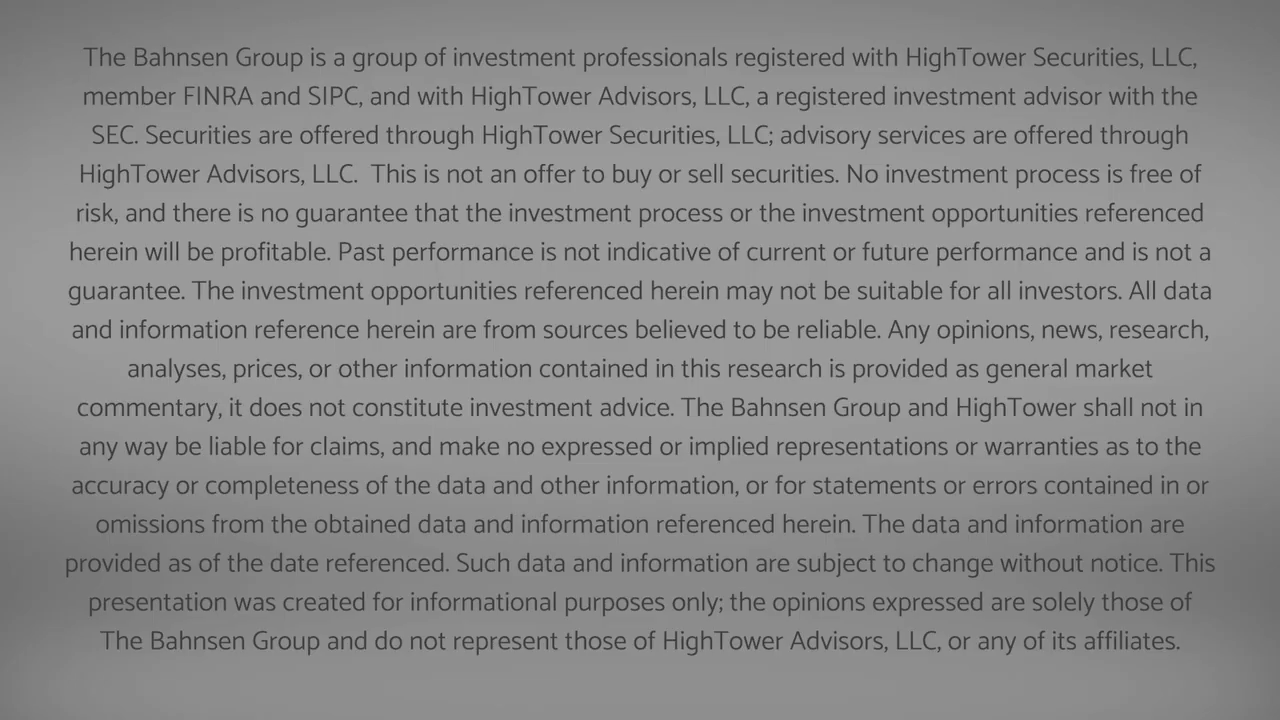 The Bahnsen Group is a group of investment professionals registered with HighTower Securities, LLC,
member FINRA and SIPC, and with HighTower Advisors, LLC, a registered investment advisor with the
SEC. Securities are offered through HighTower Securities, LLC; advisory services are offered through
HighTower Advisors, LLC.  This is not an offer to buy or sell securities. No investment process is free of
risk, and there is no guarantee that the investment process or the investment opportunities referenced
herein will be profitable. Past performance is not indicative of current or future performance and is not a
guarantee. The investment opportunities referenced herein may not be suitable for all investors. All data
and information reference herein are from sources believed to be reliable. Any opinions, news, research,
analyses, prices, or other information contained in this research is provided as general market
commentary, it does not constitute investment advice. The Bahnsen Group and HighTower shall not in
any way be liable for claims, and make no expressed or implied representations or warranties as to the
accuracy or completeness of the data and other information, or for statements or errors contained in or
omissions from the obtained data and information referenced herein. The data and information are
provided as of the date referenced. Such data and information are subject to change without notice. This
presentation was created for informational purposes only; the opinions expressed are solely those of
The Bahnsen Group and do not represent those of HighTower Advisors, LLC, or any of its affiliates.